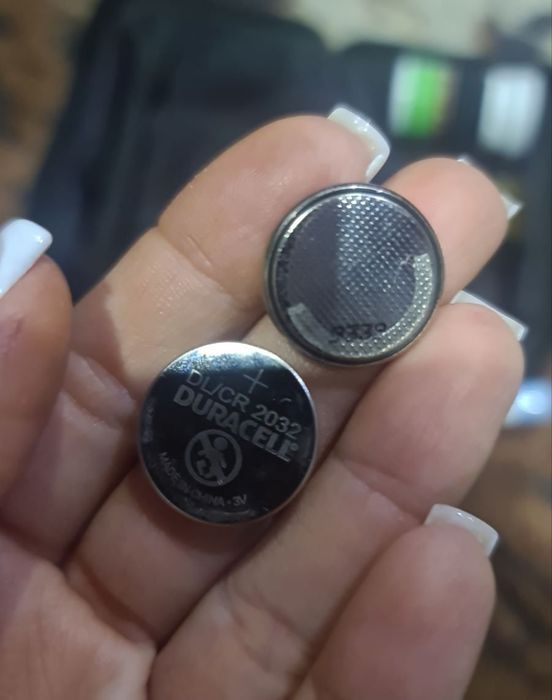 +
DL/CR 2032
DURACELL®
MADE IN CHINA • 3V